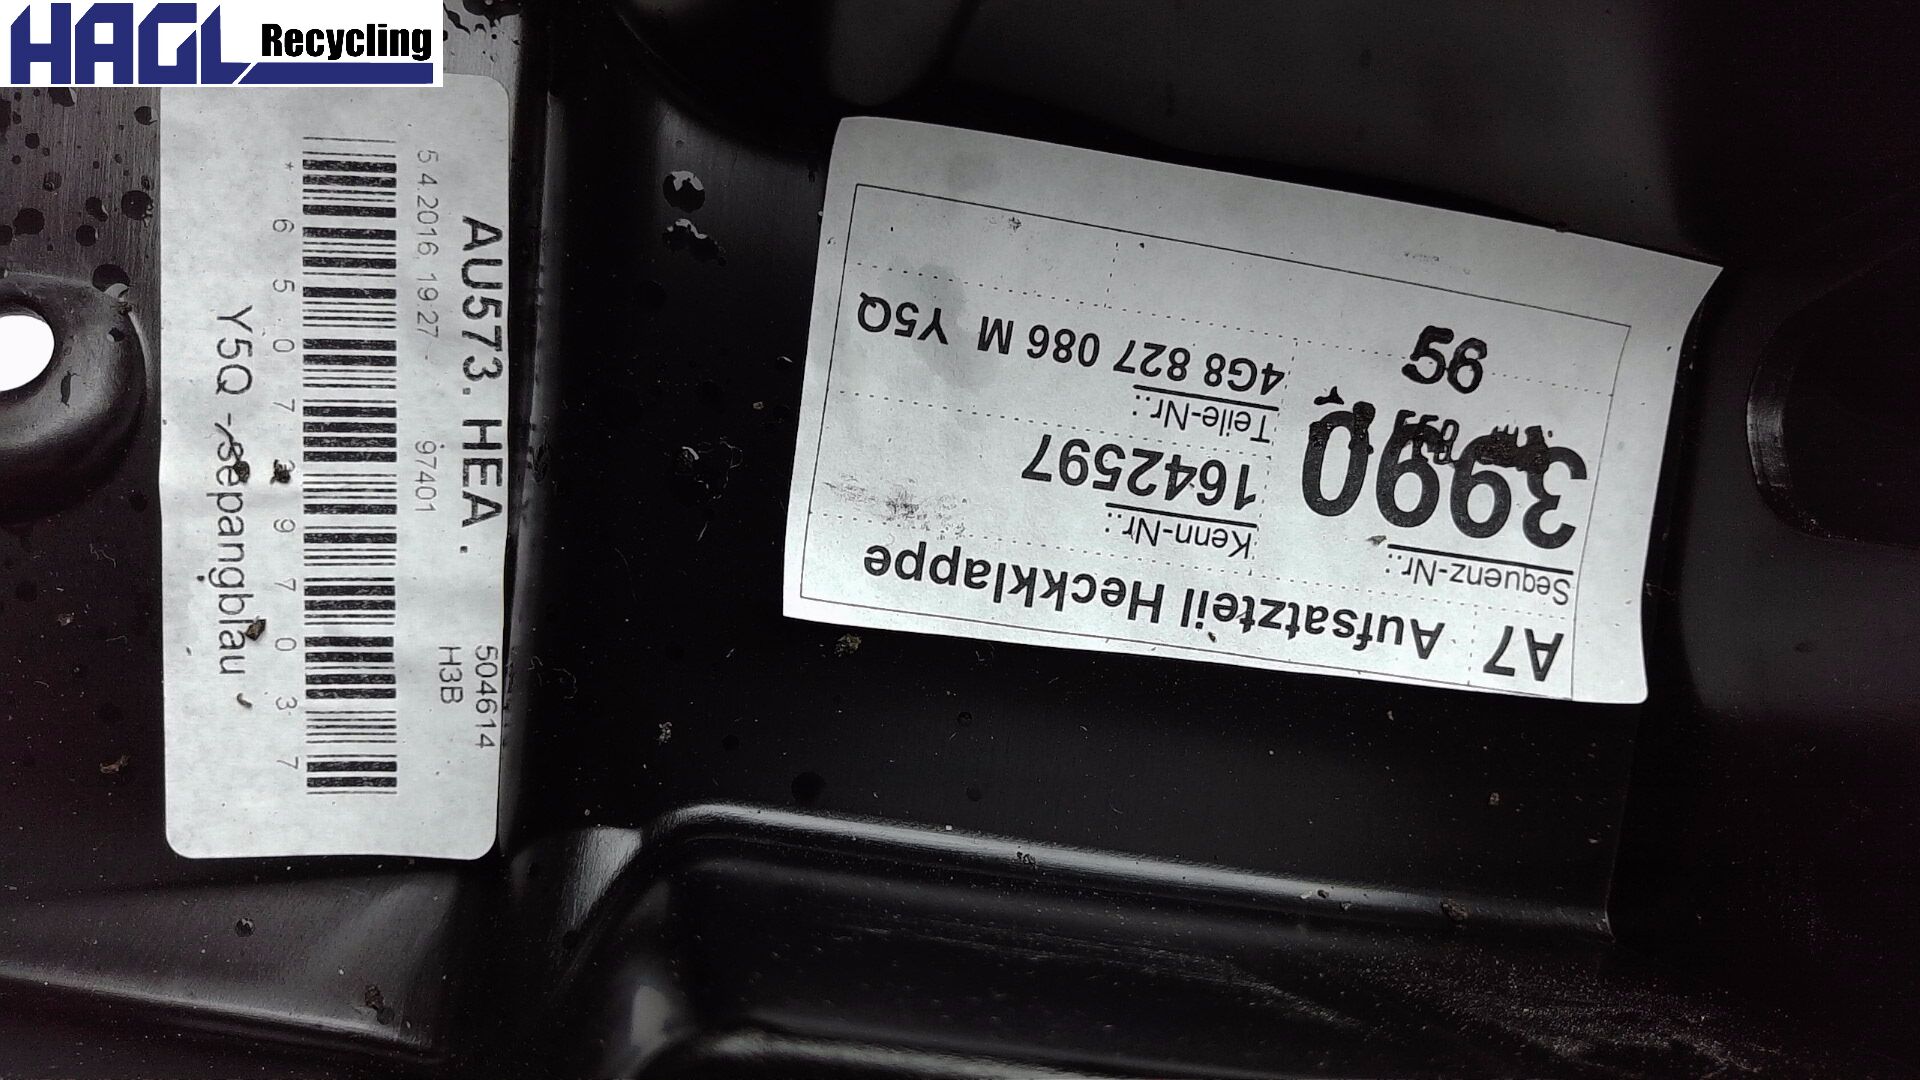 HAGL Recycling
AU573. HEA.
504614
H3B
5.4.2016 19:27 - 97401
* 6 5 0 7 3 9 7 0 3 7
Y5Q - sepangblau
A7 Aufsatzteil Heckklappe
Sequenz-Nr.:
3990
Kenn-Nr.:
1642597
Teile-Nr.:
4G8 827 086 M Y5Q